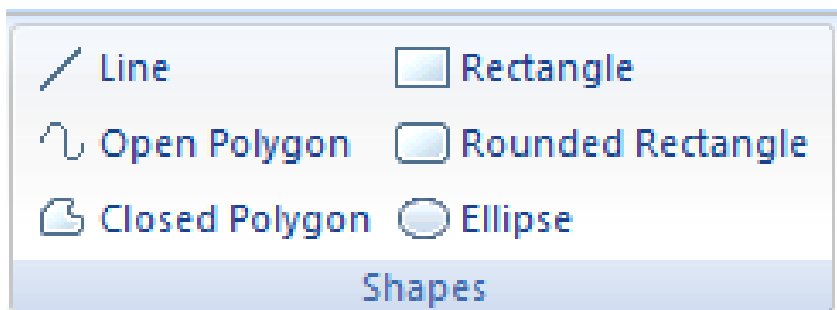 Line
Open Polygon
Closed Polygon
Rectangle
Rounded Rectangle
Ellipse
Shapes